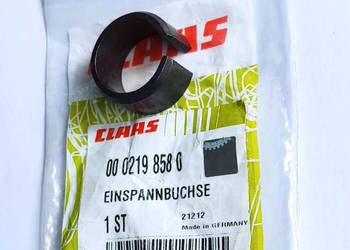 CLAAS
CLAAS
00 0219 858 0
EINSPANNBUCHSE
1 ST
21212
Made in GERMANY